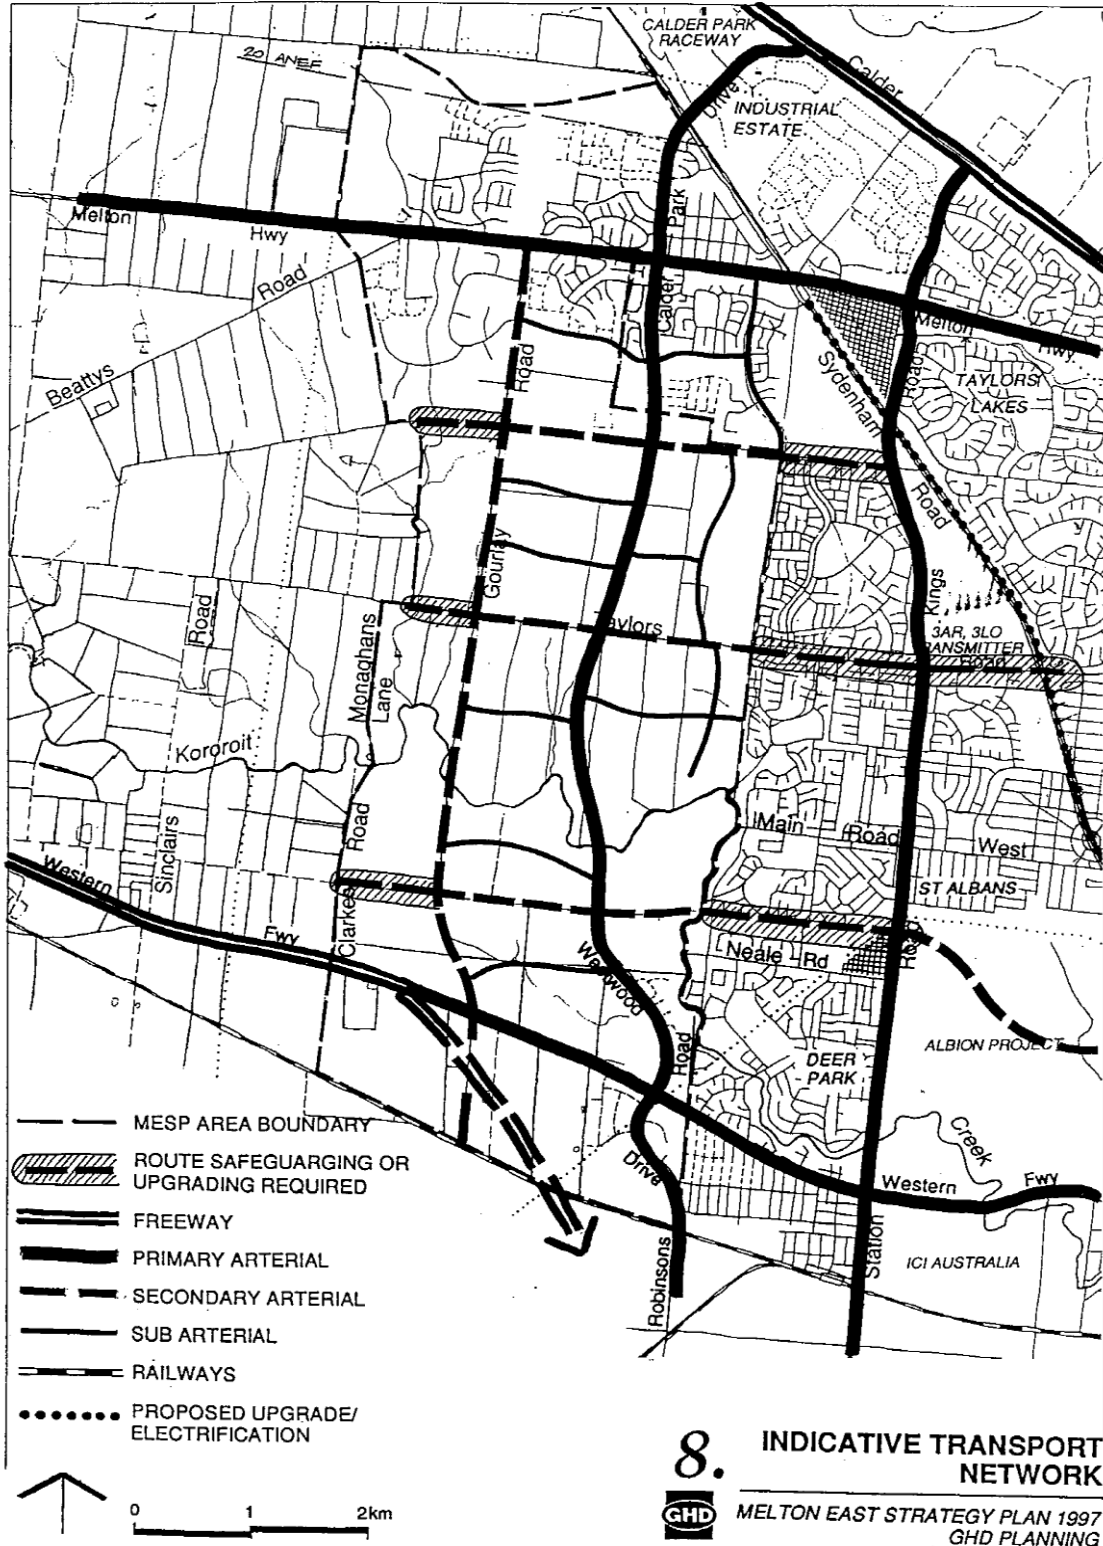 CALDER PARK
RACEWAY
Calder
20 ANEF
Drive
INDUSTRIAL
ESTATE
Park
Melton
Hwy
Road
Calder
Melton
Hwy
Beattys
Road
Sydenham
Road
TAYLORS
LAKES
Road
Gourlay
Kings
Road
Monaghans
Lane
Taylors
3AR, 3LO
RANSMITTER
Road
Kororoit
Sinclairs
Road
Main
Road
West
ST ALBANS
Western
Fwy
Clarkes
Neale Rd
Road
Westwood
Road
DEER
PARK
ALBION PROJECT
Creek
Drive
Western
Fwy
Station
ICI AUSTRALIA
Robinsons
MESP AREA BOUNDARY
ROUTE SAFEGUARGING OR
UPGRADING REQUIRED
FREEWAY
PRIMARY ARTERIAL
SECONDARY ARTERIAL
SUB ARTERIAL
RAILWAYS
PROPOSED UPGRADE/
ELECTRIFICATION
0 1 2km
8.
INDICATIVE TRANSPORT
NETWORK
GHD
MELTON EAST STRATEGY PLAN 1997
GHD PLANNING